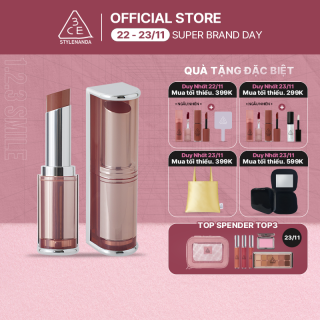 3CE
STYLENANDA
OFFICIAL STORE
22 - 23/11 SUPER BRAND DAY
QUÀ TẶNG ĐẶC BIỆT
Duy Nhất 22/11
Mua tối thiểu. 399K
Duy Nhất 23/11
Mua tối thiểu. 299K
Duy Nhất 23/11
Mua tối thiểu. 399K
Duy Nhất 23/11
Mua tối thiểu. 599K
TOP SPENDER TOP3
23/11